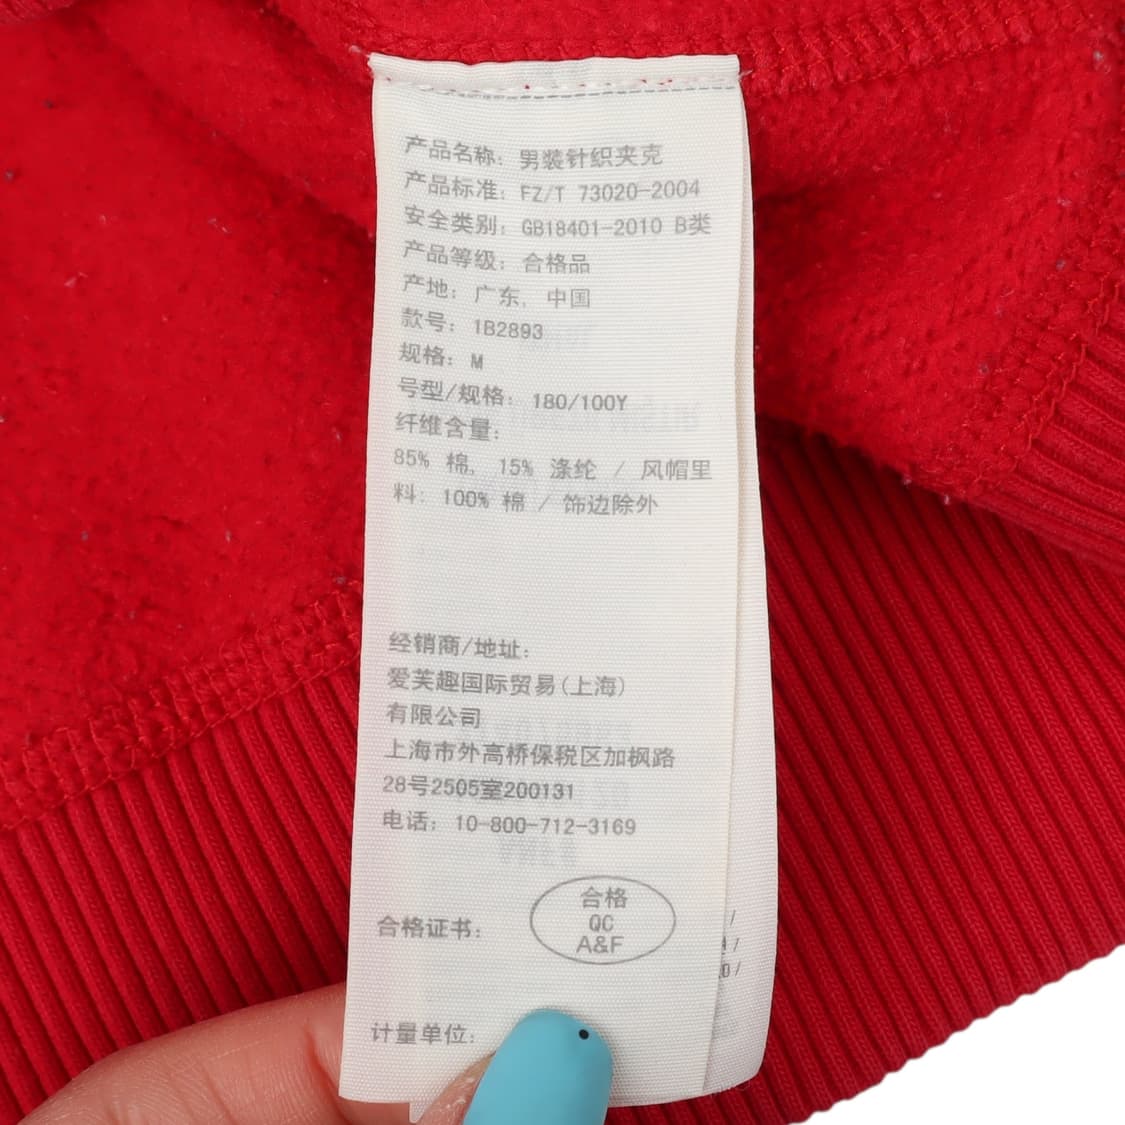 产品名称: 男装针织夹克
产品标准: FZ/T 73020-2004
安全类别: GB18401-2010 B类
产品等级: 合格品
产地: 广东, 中国
款号: 1B2893
规格: M
号型/规格: 180/100Y
纤维含量:
85% 棉, 15% 涤纶 / 风帽里
料: 100% 棉 / 饰边除外
经销商/地址:
爱芙趣国际贸易(上海)
有限公司
上海市外高桥保税区加枫路
28号2505室200131
电话: 10-800-712-3169
合格证书:
合格
QC
A&F
计量单位: